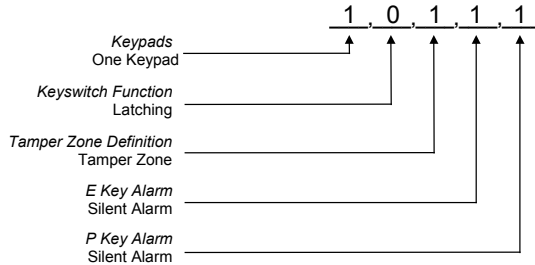 1,0,1,1,1
Keypads
One Keypad
Keyswitch Function
Latching
Tamper Zone Definition
Tamper Zone
E Key Alarm
Silent Alarm
P Key Alarm
Silent Alarm